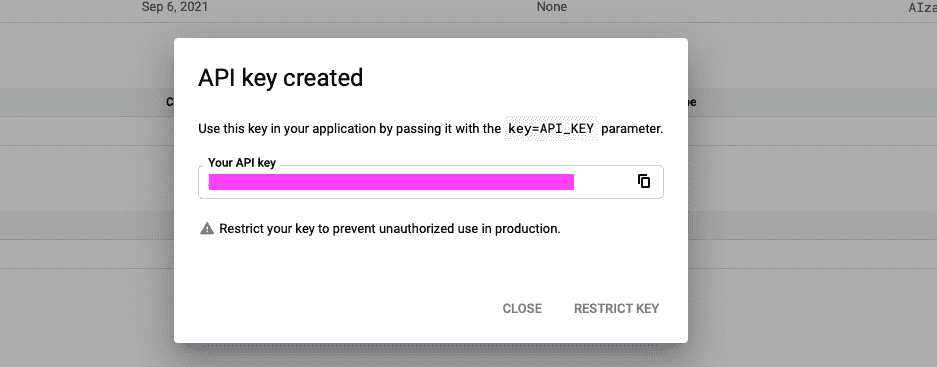 Sep 6, 2021 None AIza
API key created
C pe
Use this key in your application by passing it with the key=API_KEY parameter.
Your API key
Restrict your key to prevent unauthorized use in production.
CLOSE RESTRICT KEY